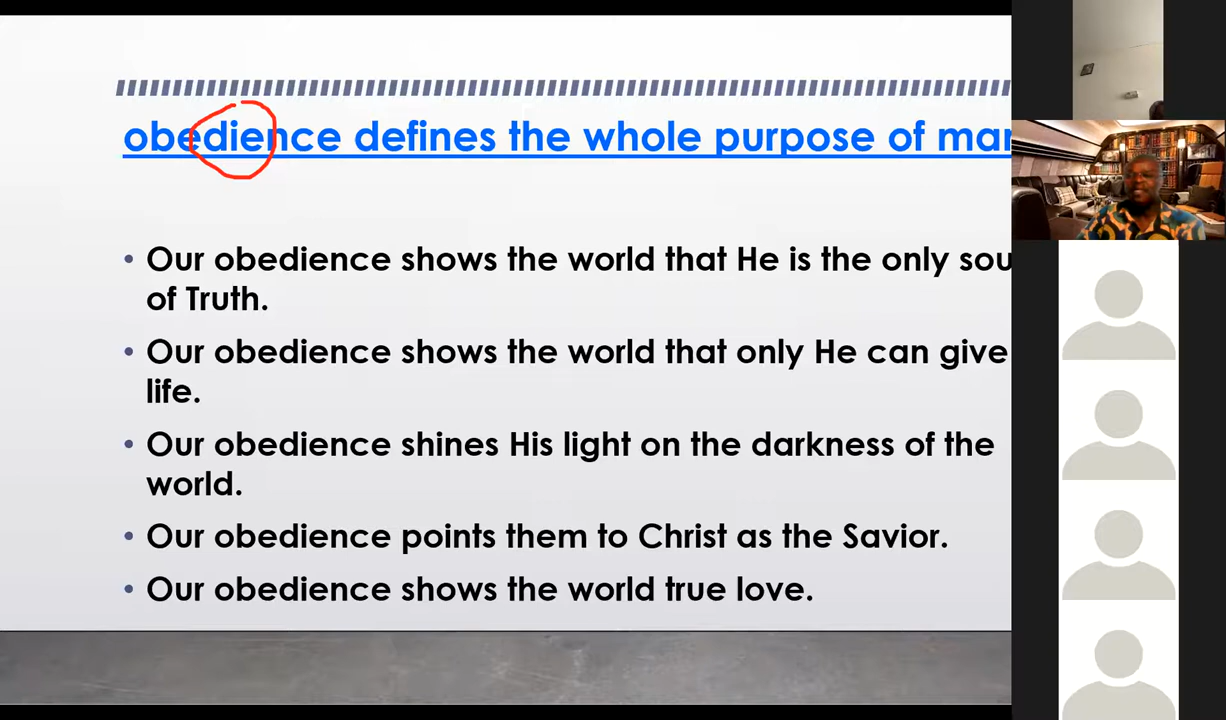 obedience defines the whole purpose of man
Our obedience shows the world that He is the only
of Truth.
Our obedience shows the world that only He can give
life.
Our obedience shines His light on the darkness of the
world.
Our obedience points them to Christ as the Savior.
Our obedience shows the world true love.